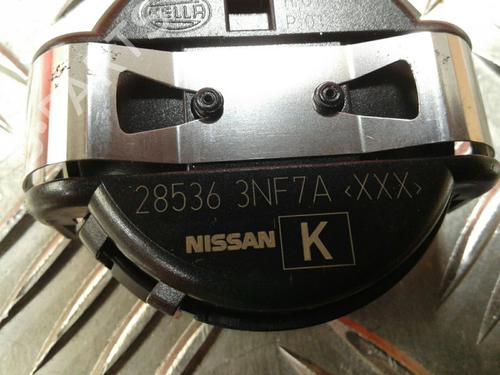 HELLA
28536 3NF7A <XXX>
NISSAN K